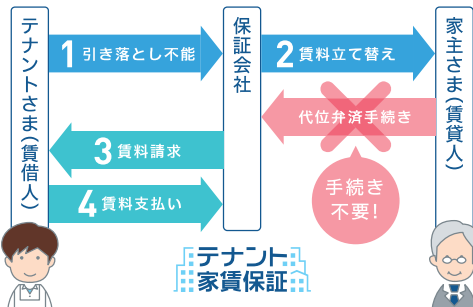 テナントさま(賃借人)
1 引き落とし不能
保証会社
2 賃料立て替え
家主さま(賃貸人)
代位弁済手続き
3 賃料請求
手続き
不要!
4 賃料支払い
テナント
家賃保証